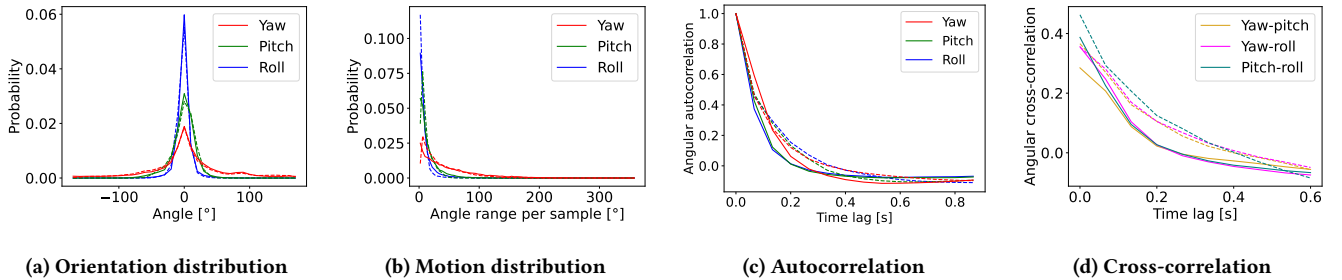 0.06
0.04
0.02
0.00
Probability
Yaw
Pitch
Roll
−100
0
100
Angle [°]
(a) Orientation distribution
0.100
0.075
0.050
0.025
0.000
Probability
Yaw
Pitch
Roll
0
100
200
300
Angle range per sample [°]
(b) Motion distribution
1.0
0.8
0.6
0.4
0.2
0.0
Angular autocorrelation
Yaw
Pitch
Roll
0.0
0.2
0.4
0.6
0.8
Time lag [s]
(c) Autocorrelation
0.4
0.2
0.0
Angular cross-correlation
Yaw-pitch
Yaw-roll
Pitch-roll
0.0
0.2
0.4
0.6
Time lag [s]
(d) Cross-correlation